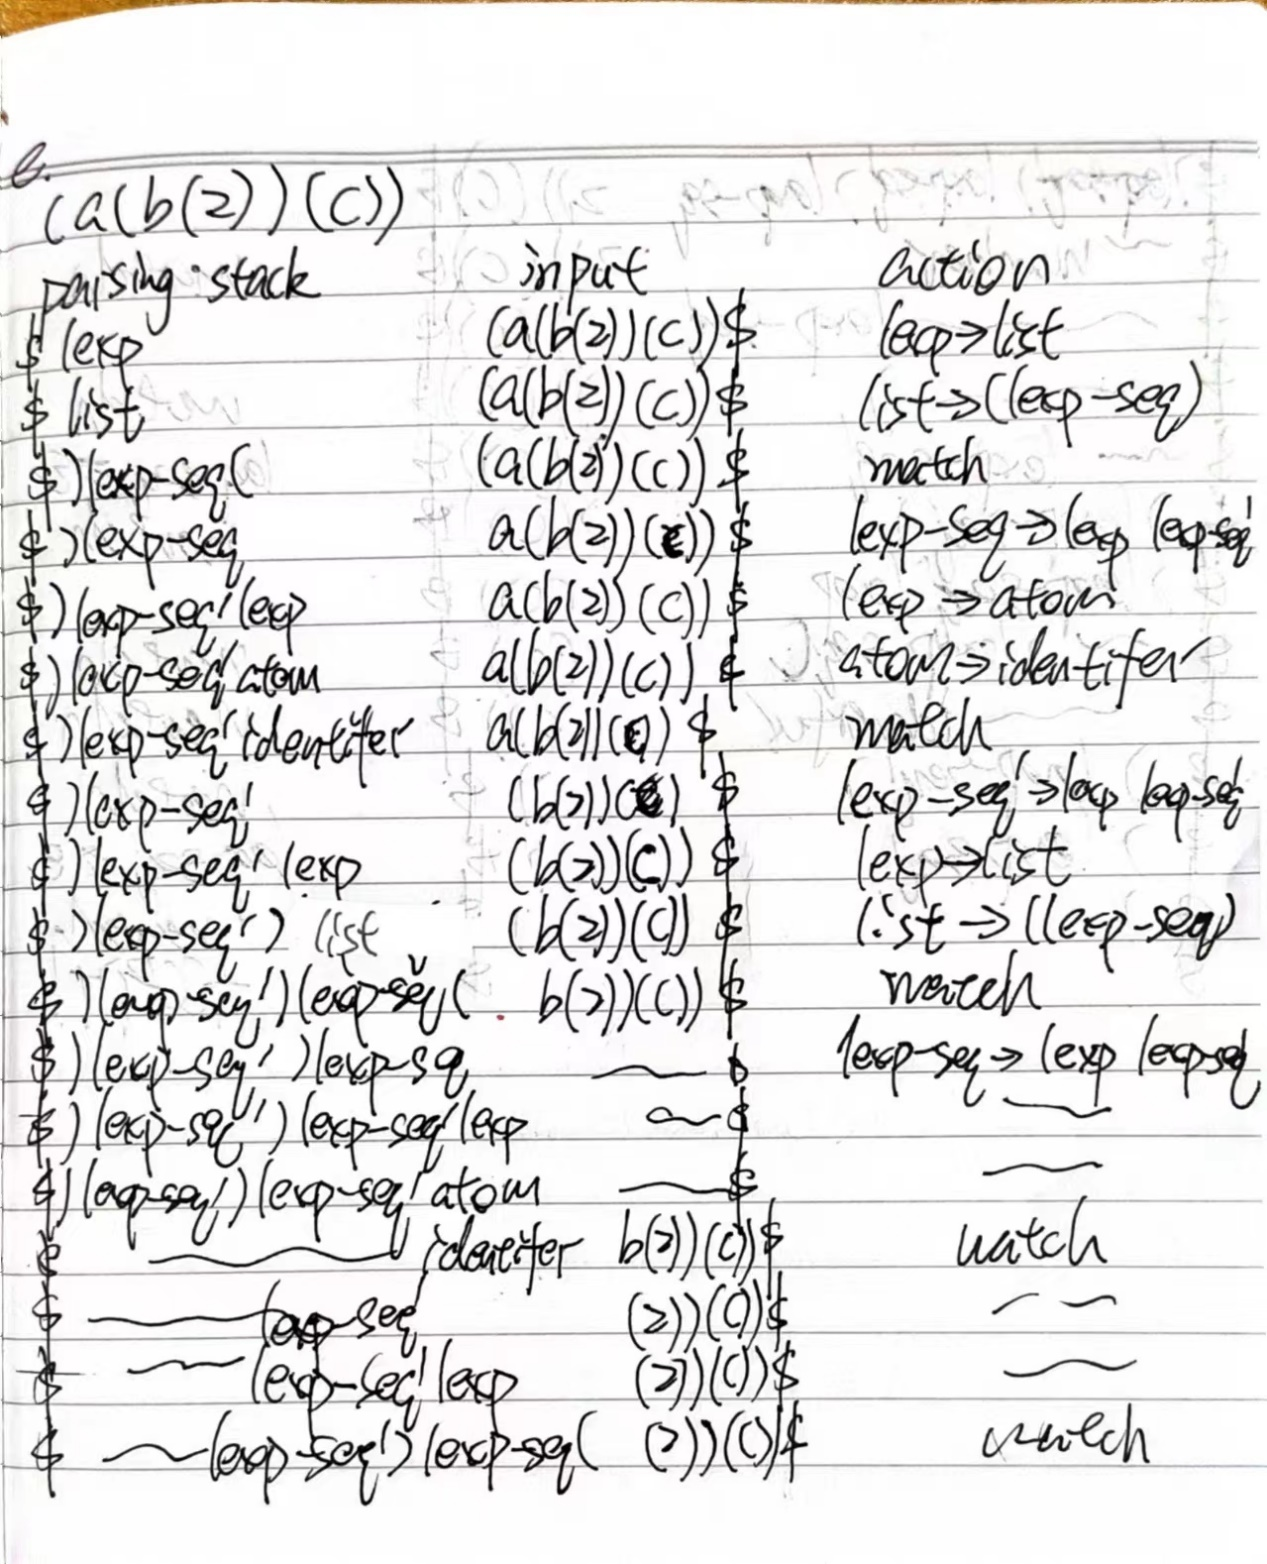 e.
(a(b(2))(c))
parsing stack input action
$ lexp (a(b(2))(c))$ lexp→list
$ list (a(b(2))(c))$ list→(lexp-seq)
$)lexp-seq( (a(b(2))(c))$ match
$)lexp-seq a(b(2))(c))$ lexp-seq→lexp lexp-seq'
$)lexp-seq'lexp a(b(2))(c))$ lexp→atom
$)lexp-seq'atom a(b(2))(c))$ atom→identifer
$)lexp-seq'identifer a(b(2))(c)$ match
$)lexp-seq' (b(2))(c)$ lexp-seq'→lexp lexp-seq'
$)lexp-seq'lexp (b(2))(c))$ lexp→list
$)lexp-seq') list (b(2))(c))$ list→(lexp-seq)
$)lexp-seq')lexp-seq( b(2))(c))$ match
$)lexp-seq')lexp-sq $ lexp-seq→lexp lexp-seq'
$)lexp-seq')lexp-seq'lexp ~$ ~
$)lexp-seq')lexp-seq'atom ~$ ~
$ ~ identifer b(2))(c))$ match
$ ~ lexp-seq' (2))(c))$ ~
$ ~ lexp-seq'lexp (2))(c))$ ~
$ ~ lexp-seq')lexp-seq( (2))(c)$ match